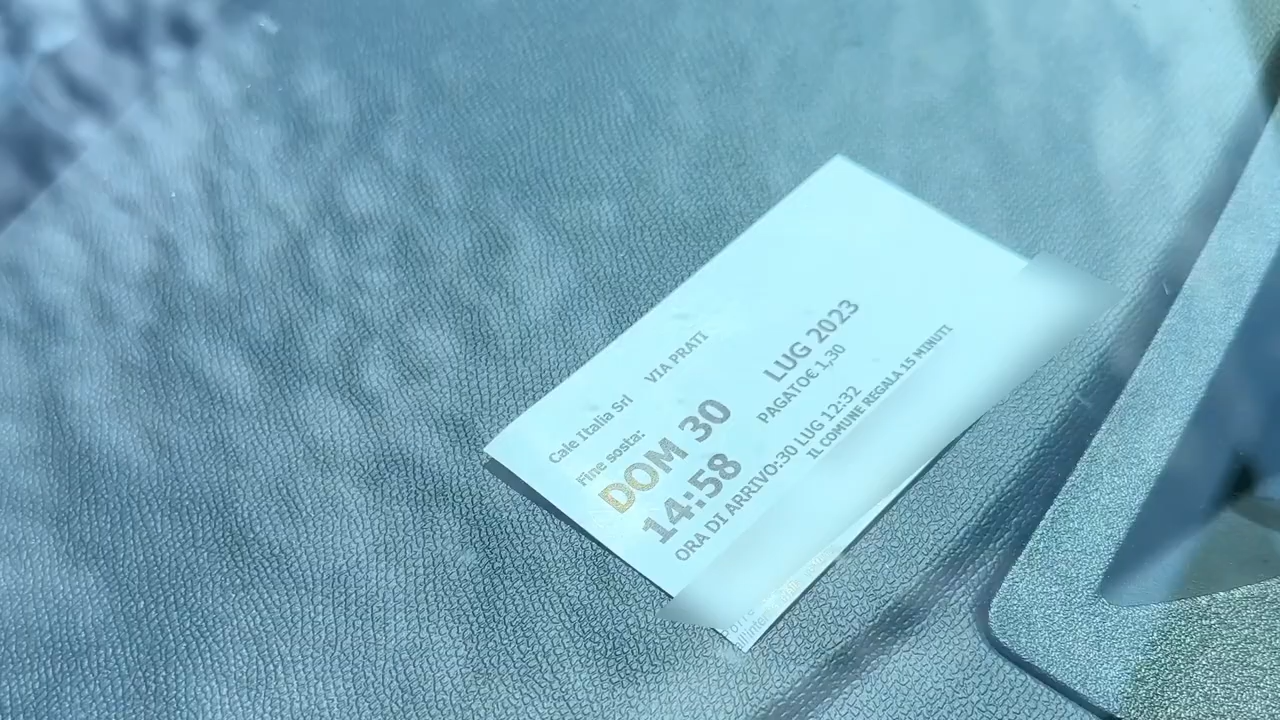 Cale Italia Srl VIA PRATI
Fine sosta:
DOM 30 LUG 2023
14:58 PAGATO€ 1,30
ORA DI ARRIVO:30 LUG 12:32
IL COMUNE REGALA 15 MINUTI